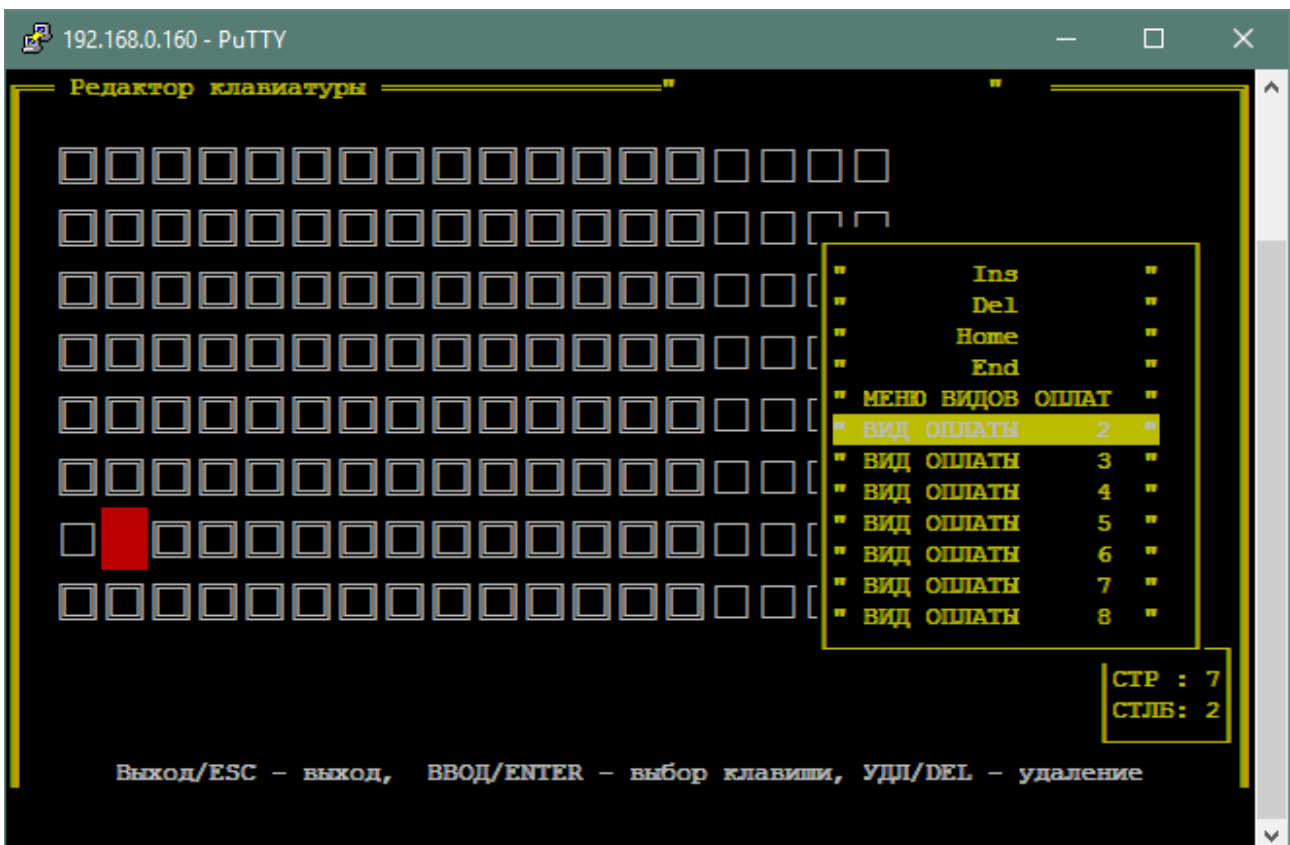 192.168.0.160 - PuTTY
Редактор клавиатуры " "
" Ins "
" Del "
" Home "
" End "
" МЕНЮ ВИДОВ ОПЛАТ "
" ВИД ОПЛАТЫ 2 "
" ВИД ОПЛАТЫ 3 "
" ВИД ОПЛАТЫ 4 "
" ВИД ОПЛАТЫ 5 "
" ВИД ОПЛАТЫ 6 "
" ВИД ОПЛАТЫ 7 "
" ВИД ОПЛАТЫ 8 "
СТР : 7
СТЛБ: 2
Выход/ESC – выход, ВВОД/ENTER – выбор клавиши, УДЛ/DEL – удаление